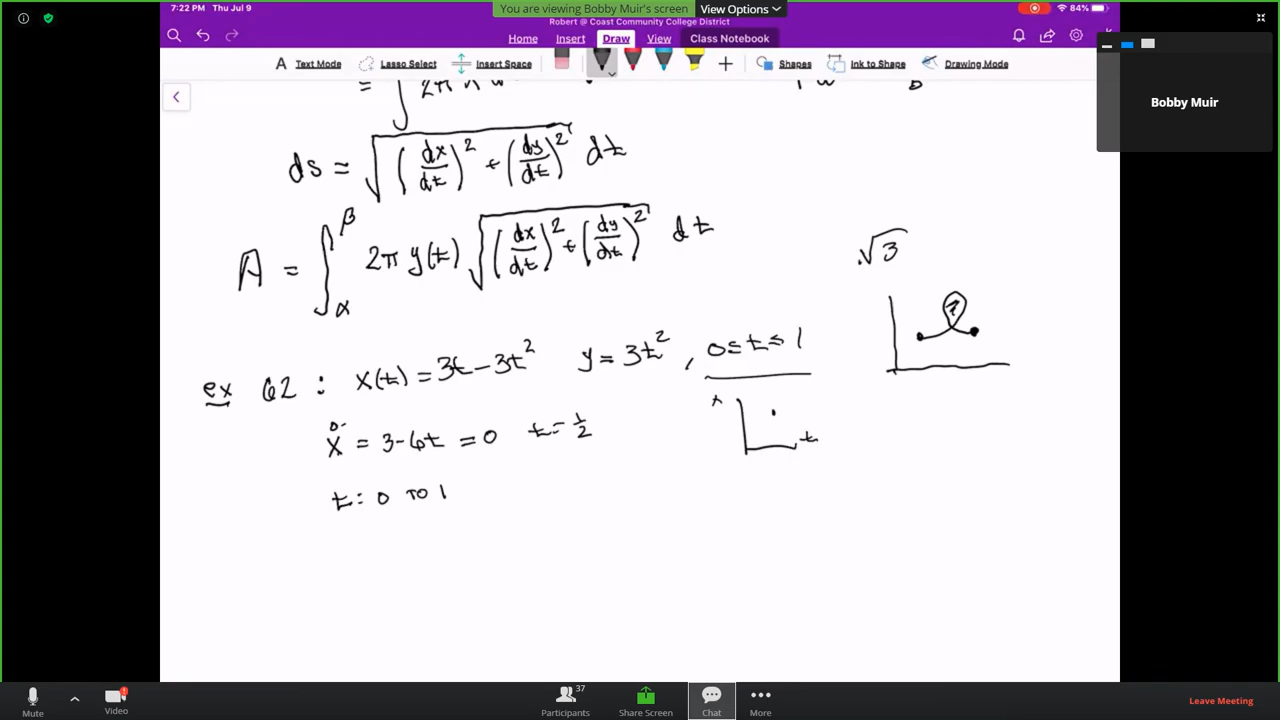 7:22 PM Thu Jul 9
You are viewing Bobby Muir's screen
View Options
84%
Robert @ Coast Community College District
Home Insert Draw View Class Notebook
Text Mode Lasso Select Insert Space Shapes Ink to Shape Drawing Mode
Bobby Muir
= ∫ 2π
ds = √((dx/dt)² + (dy/dt)²) dt
A = ∫_α^β 2π y(t) √((dx/dt)² + (dy/dt)²) dt
√3
ex 62 : x(t) = 3t - 3t² y = 3t² , 0 ≤ t ≤ 1
x
t
ẋ = 3 - 6t = 0 t = 1/2
t = 0 TO 1
Mute
Video
Participants
37
Share Screen
Chat
More
Leave Meeting